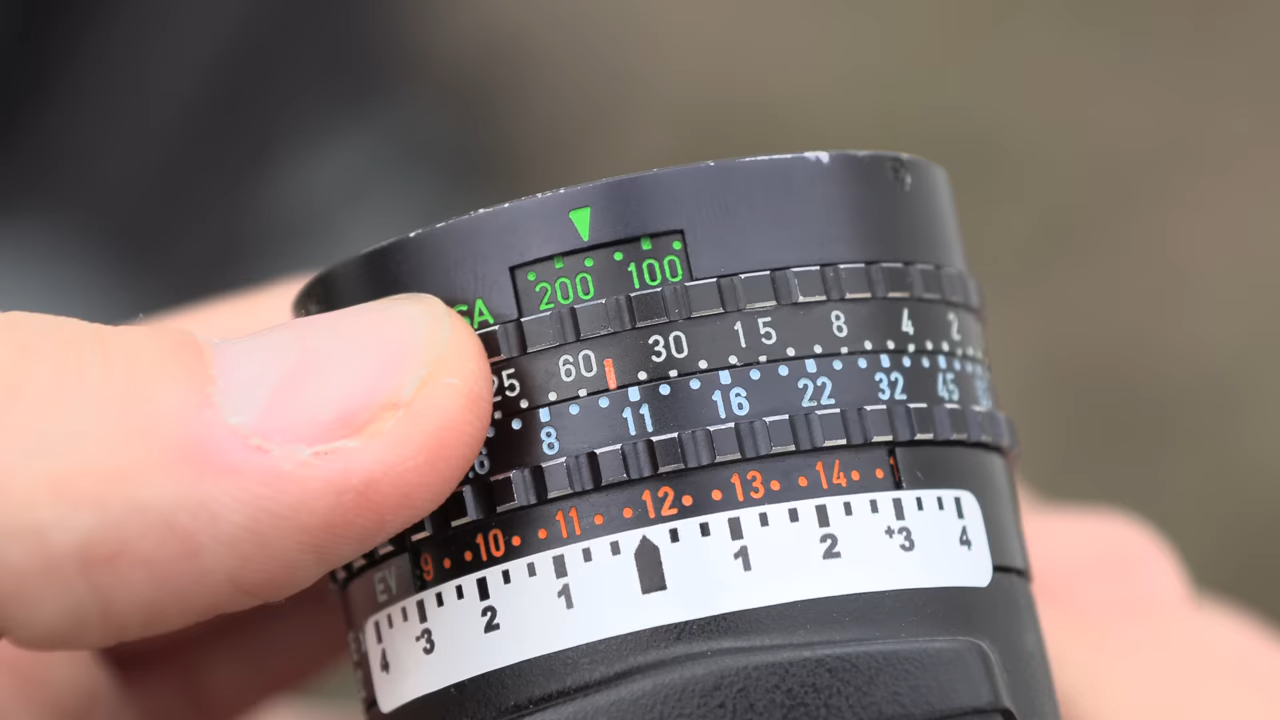 200 100
SA
25 60 30 15 8 4 2
8 11 16 22 32 45
9 10 11 12 13 14
EV
4 -3 2 1 1 2 +3 4